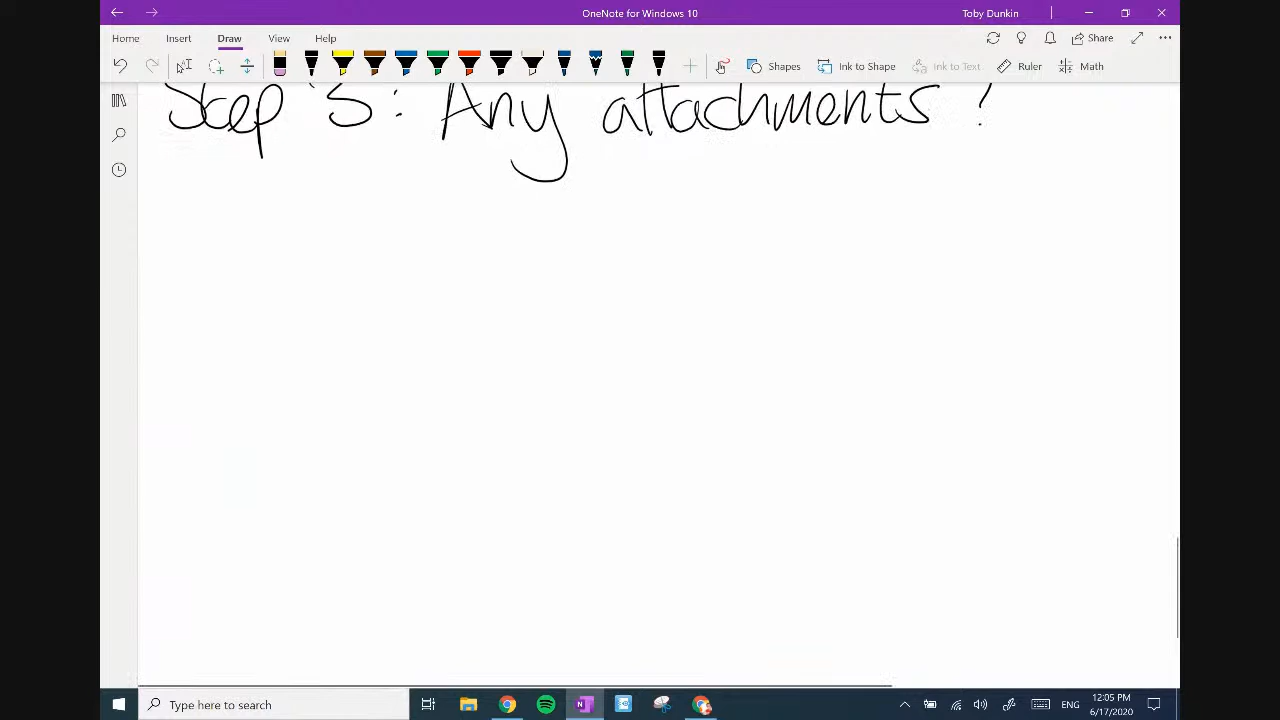 OneNote for Windows 10
Toby Dunkin
Home Insert Draw View Help
Share
Shapes Ink to Shape Ink to Text Ruler Math
Step 3: Any attachments?
Type here to search
ENG
12:05 PM
6/17/2020